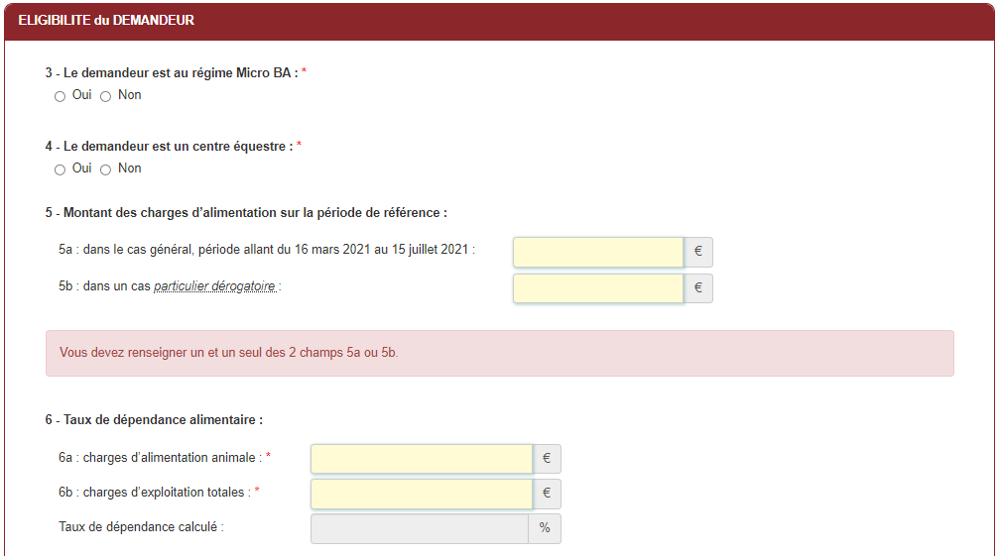 ELIGIBILITE du DEMANDEUR
3 - Le demandeur est au régime Micro BA : *
Oui Non
4 - Le demandeur est un centre équestre : *
Oui Non
5 - Montant des charges d'alimentation sur la période de référence :
5a : dans le cas général, période allant du 16 mars 2021 au 15 juillet 2021 : €
5b : dans un cas particulier dérogatoire : €
Vous devez renseigner un et un seul des 2 champs 5a ou 5b.
6 - Taux de dépendance alimentaire :
6a : charges d'alimentation animale : * €
6b : charges d'exploitation totales : * €
Taux de dépendance calculé : %